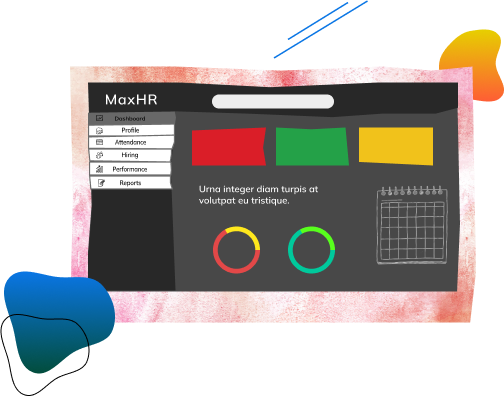 MaxHR
Dashboard
Profile
Attendance
Hiring
Performance
Reports
Urna integer diam turpis at
volutpat eu tristique.